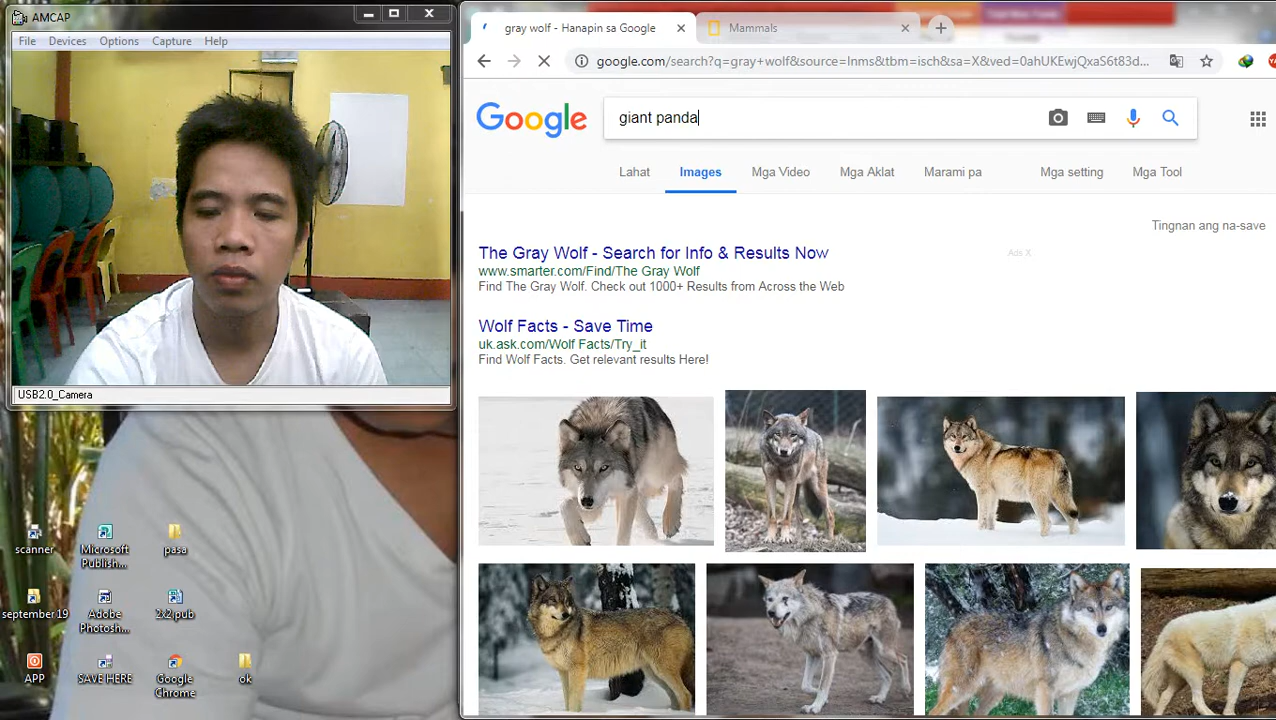 AMCAP
File Devices Options Capture Help
USB2.0_Camera
scanner
Microsoft Publish...
pasa
september 19
Adobe Photosh...
2x2 pub
APP
SAVE HERE
Google Chrome
ok
gray wolf - Hanapin sa Google
Mammals
google.com/search?q=gray+wolf&source=lnms&tbm=isch&sa=X&ved=0ahUKEwjQxaS6t83d...
Google
giant panda
Lahat Images Mga Video Mga Aklat Marami pa Mga setting Mga Tool
Tingnan ang na-save
The Gray Wolf - Search for Info & Results Now
Ads X
www.smarter.com/Find/The Gray Wolf
Find The Gray Wolf. Check out 1000+ Results from Across the Web
Wolf Facts - Save Time
uk.ask.com/Wolf Facts/Try_it
Find Wolf Facts. Get relevant results Here!